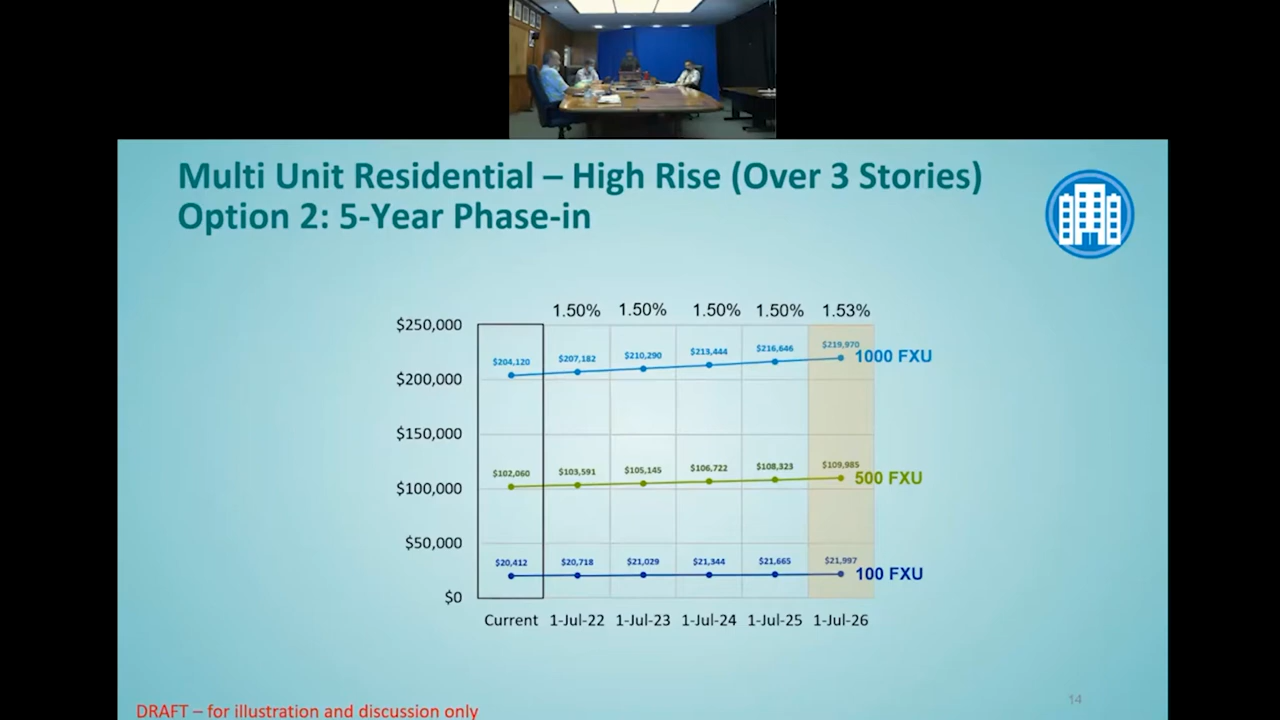 Multi Unit Residential – High Rise (Over 3 Stories)
Option 2: 5-Year Phase-in
1.50% 1.50% 1.50% 1.50% 1.53%
$250,000
$204,120 $207,182 $210,290 $213,444 $216,646 $219,970
1000 FXU
$200,000
$150,000
$102,060 $103,591 $105,145 $106,722 $108,323 $109,985
500 FXU
$100,000
$50,000
$20,412 $20,718 $21,029 $21,344 $21,665 $21,997
100 FXU
$0
Current 1-Jul-22 1-Jul-23 1-Jul-24 1-Jul-25 1-Jul-26
14
DRAFT – for illustration and discussion only